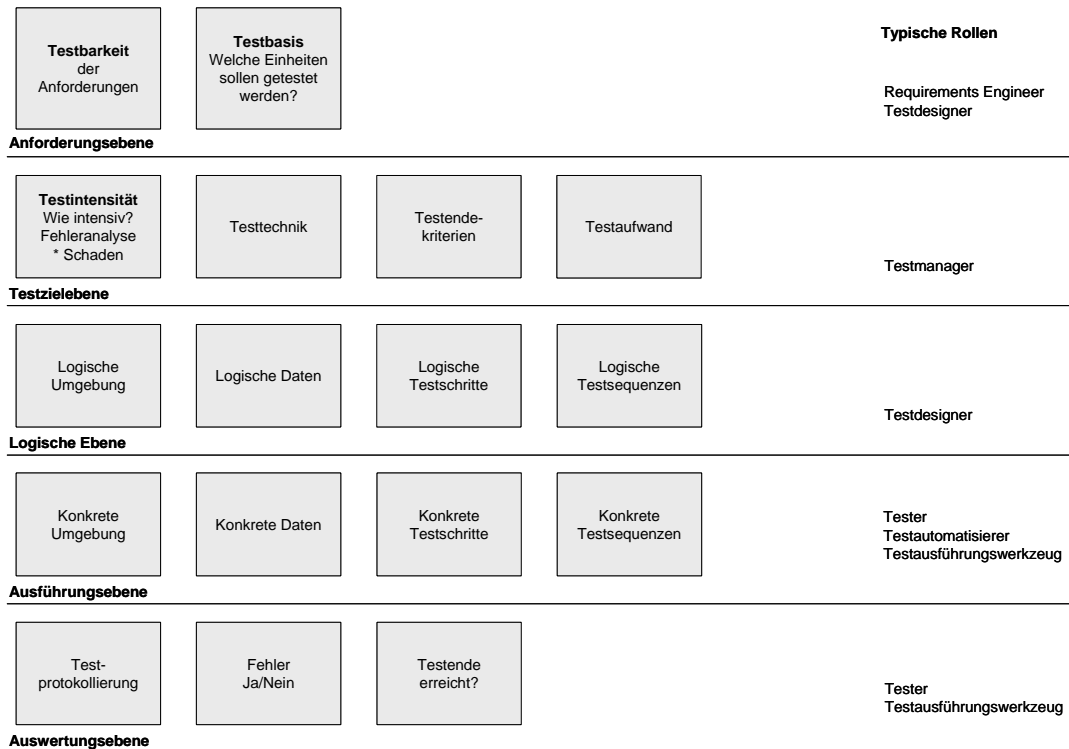 Typische Rollen
Testbarkeit
der
Anforderungen
Testbasis
Welche Einheiten
sollen getestet
werden?
Requirements Engineer
Testdesigner
Anforderungsebene
Testintensität
Wie intensiv?
Fehleranalyse
* Schaden
Testtechnik
Testende-
kriterien
Testaufwand
Testmanager
Testzielebene
Logische
Umgebung
Logische Daten
Logische
Testschritte
Logische
Testsequenzen
Testdesigner
Logische Ebene
Konkrete
Umgebung
Konkrete Daten
Konkrete
Testschritte
Konkrete
Testsequenzen
Tester
Testautomatisierer
Testausführungswerkzeug
Ausführungsebene
Test-
protokollierung
Fehler
Ja/Nein
Testende
erreicht?
Tester
Testausführungswerkzeug
Auswertungsebene